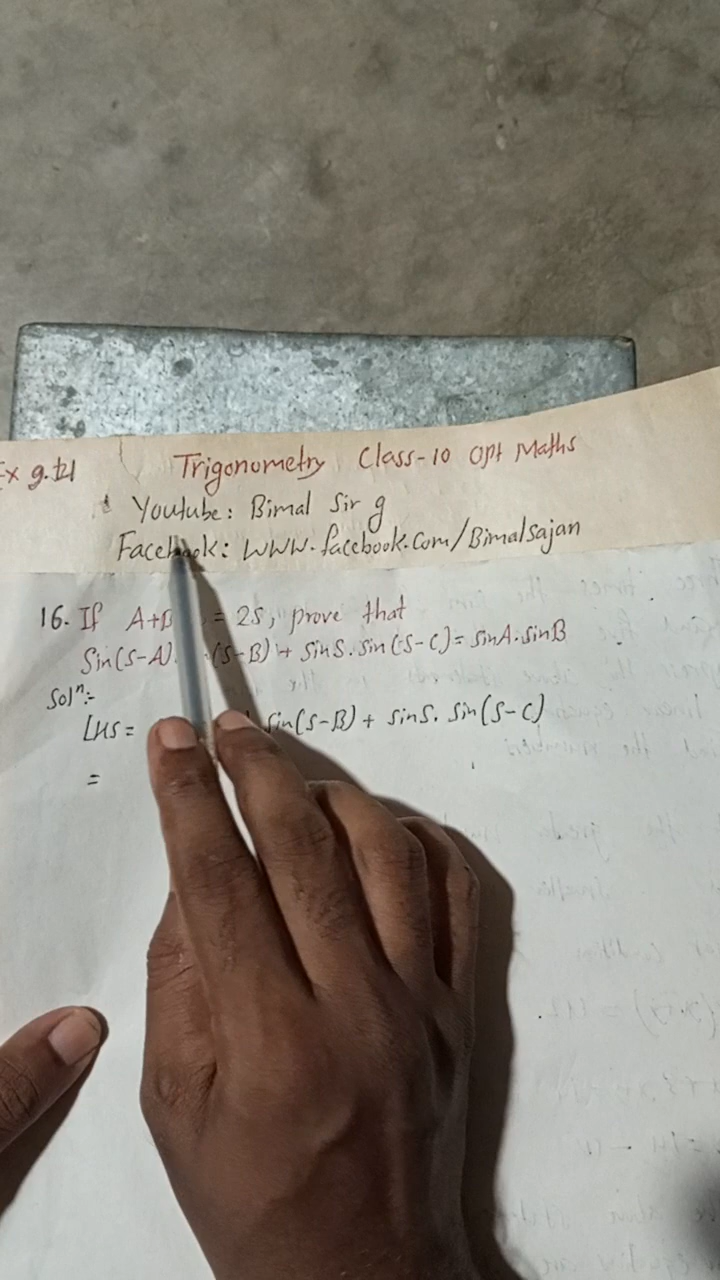 Ex 9.
Trigonometry Class-10 Opt Maths
Youtube: Bimal Sir g
Facebook: WWW.facebook.Com/Bimalsajan
16. If A+B = 2S, prove that
Sin(S-A). (S-B) + sinS. sin(S-C) = sinA.sinB
Solⁿ:-
LHS = sin(S-B) + sinS. sin(S-C)
=